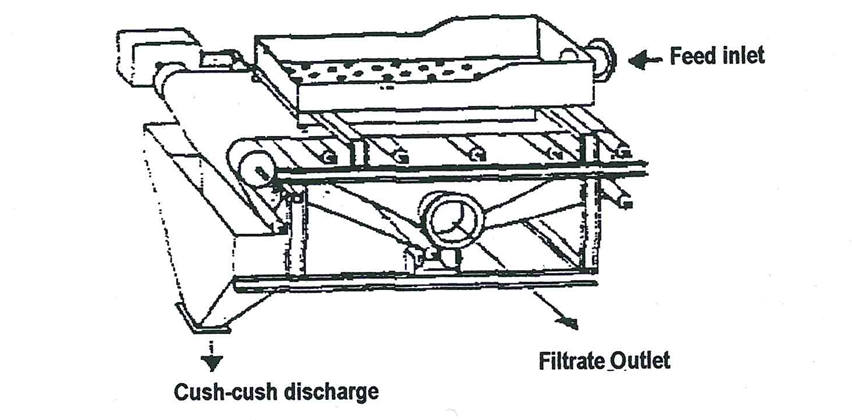 Feed inlet
Filtrate Outlet
Cush-cush discharge